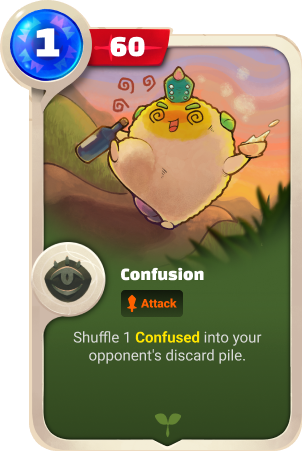 1
60
Confusion
Attack
Shuffle 1 Confused into your
opponent's discard pile.